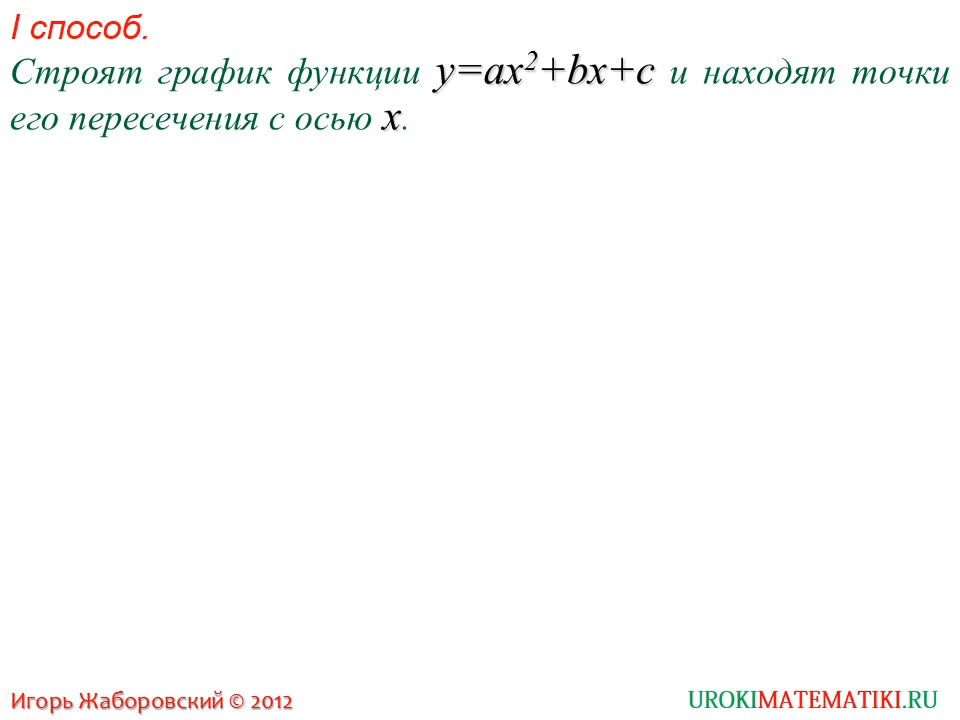 I способ.
Строят график функции y=ax²+bx+c и находят точки
его пересечения с осью x.
Игорь Жаборовский © 2012
UROKIMATEMATIKI.RU